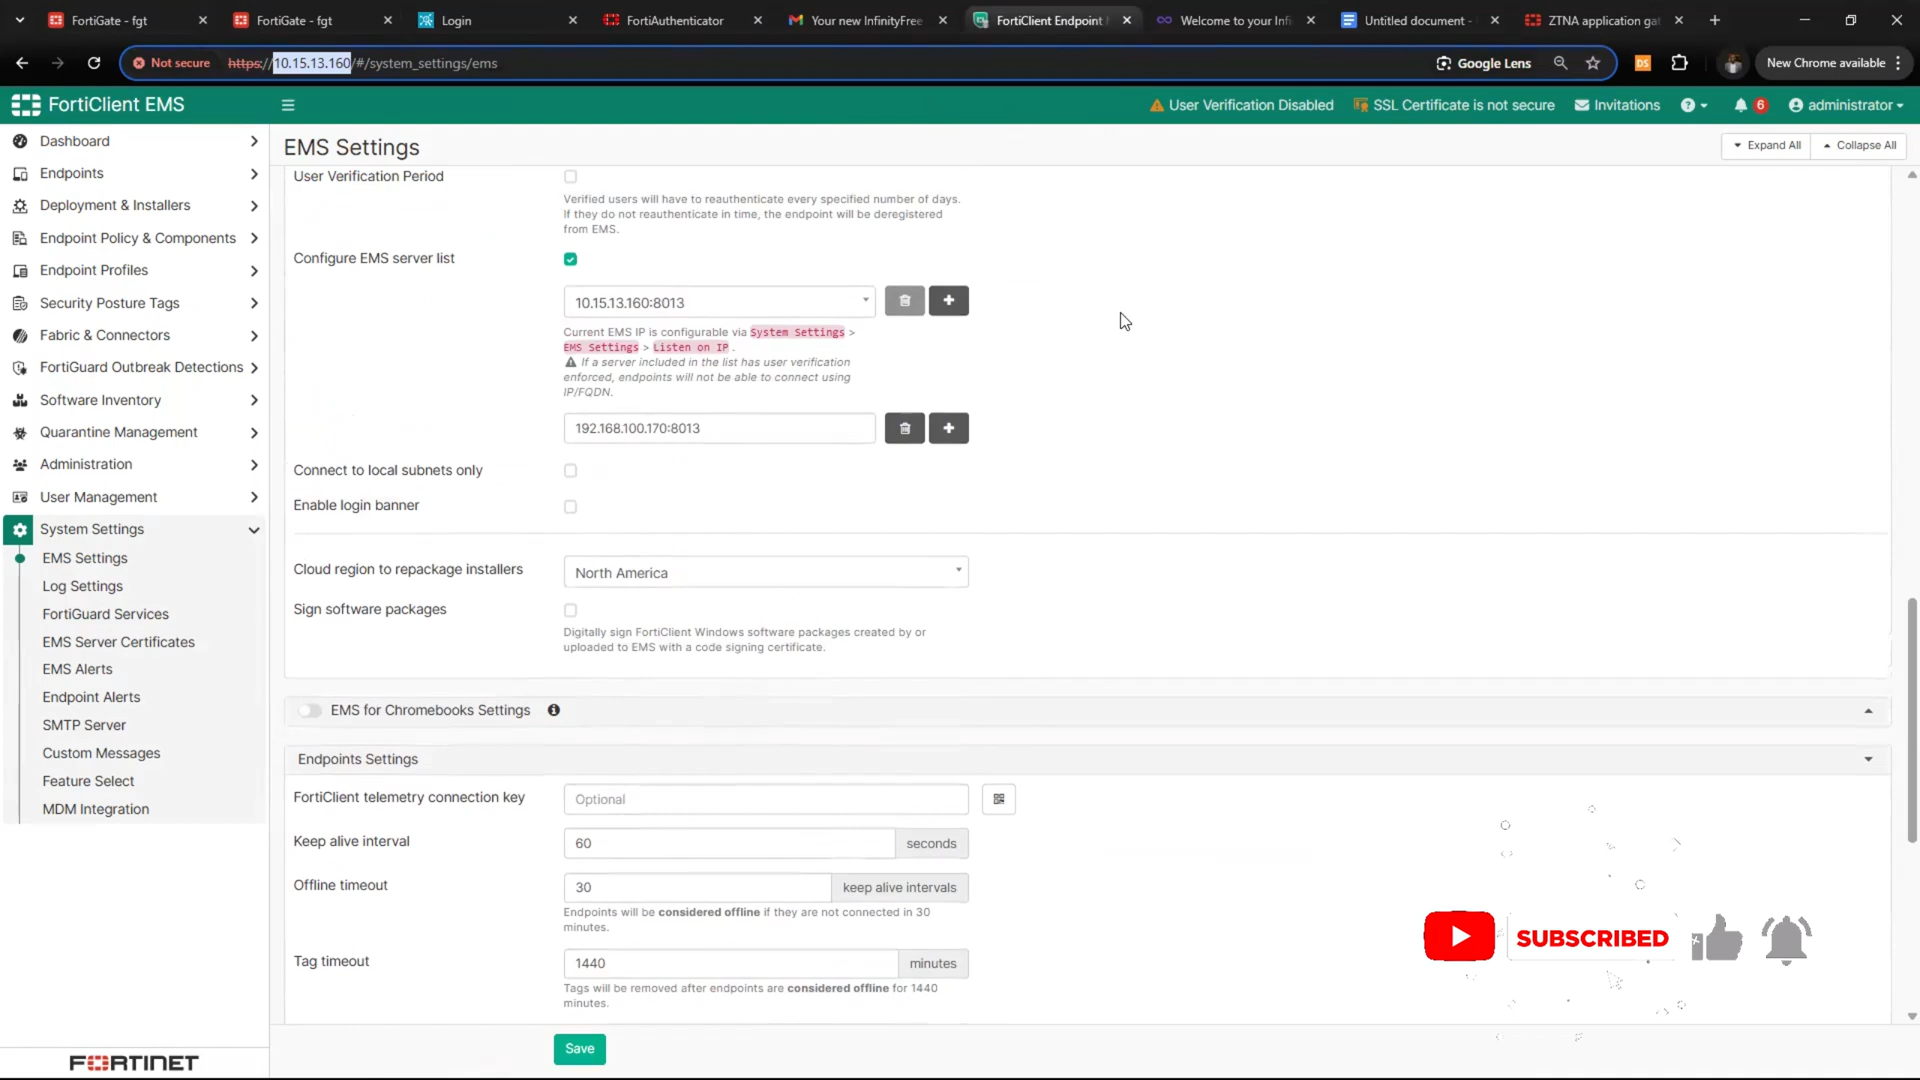 FortiGate - fgt
FortiGate - fgt
Login
FortiAuthenticator
Your new InfinityFree
FortiClient Endpoint
Welcome to your Infi
Untitled document -
ZTNA application gat
Not secure https://10.15.13.160/#/system_settings/ems
Google Lens
DS
New Chrome available
FortiClient EMS
User Verification Disabled
SSL Certificate is not secure
Invitations
6
administrator
Dashboard
Endpoints
Deployment & Installers
Endpoint Policy & Components
Endpoint Profiles
Security Posture Tags
Fabric & Connectors
FortiGuard Outbreak Detections
Software Inventory
Quarantine Management
Administration
User Management
System Settings
EMS Settings
Log Settings
FortiGuard Services
EMS Server Certificates
EMS Alerts
Endpoint Alerts
SMTP Server
Custom Messages
Feature Select
MDM Integration
FORTINET
EMS Settings
Expand All
Collapse All
User Verification Period
Verified users will have to reauthenticate every specified number of days.
If they do not reauthenticate in time, the endpoint will be deregistered
from EMS.
Configure EMS server list
10.15.13.160:8013
Current EMS IP is configurable via System Settings >
EMS Settings > Listen on IP .
If a server included in the list has user verification
enforced, endpoints will not be able to connect using
IP/FQDN.
192.168.100.170:8013
Connect to local subnets only
Enable login banner
Cloud region to repackage installers
North America
Sign software packages
Digitally sign FortiClient Windows software packages created by or
uploaded to EMS with a code signing certificate.
EMS for Chromebooks Settings
Endpoints Settings
FortiClient telemetry connection key
Optional
Keep alive interval
60
seconds
Offline timeout
30
keep alive intervals
Endpoints will be considered offline if they are not connected in 30
minutes.
Tag timeout
1440
minutes
Tags will be removed after endpoints are considered offline for 1440
minutes.
Save
SUBSCRIBED